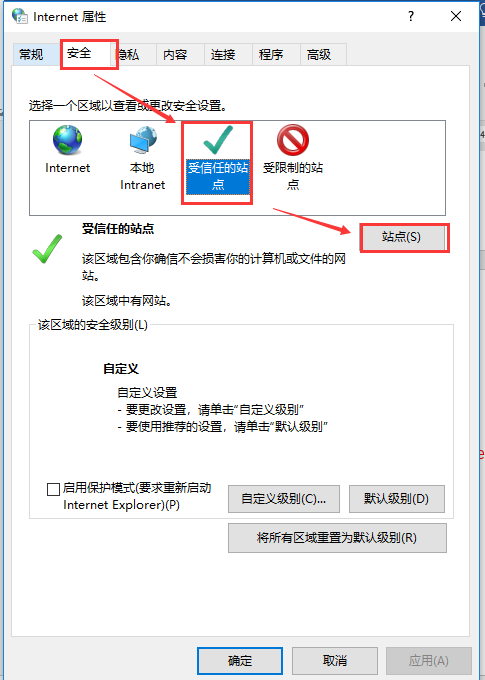 Internet 属性
?
常规
安全
隐私
内容
连接
程序
高级
选择一个区域以查看或更改安全设置。
Internet
本地
Intranet
受信任的站
点
受限制的站
点
受信任的站点
站点(S)
该区域包含你确信不会损害你的计算机或文件的网
站。
该区域中有网站。
该区域的安全级别(L)
自定义
自定义设置
- 要更改设置，请单击“自定义级别”
- 要使用推荐的设置，请单击“默认级别”
启用保护模式(要求重新启动
Internet Explorer)(P)
自定义级别(C)...
默认级别(D)
将所有区域重置为默认级别(R)
确定
取消
应用(A)